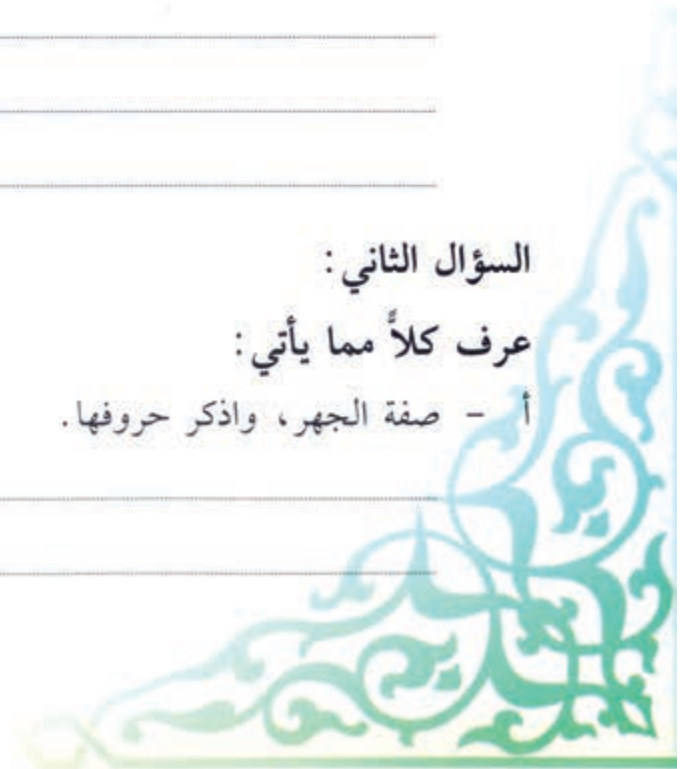 السؤال الثاني:
عرف كلاًّ مما يأتي:
أ - صفة الجهر، واذكر حروفها.